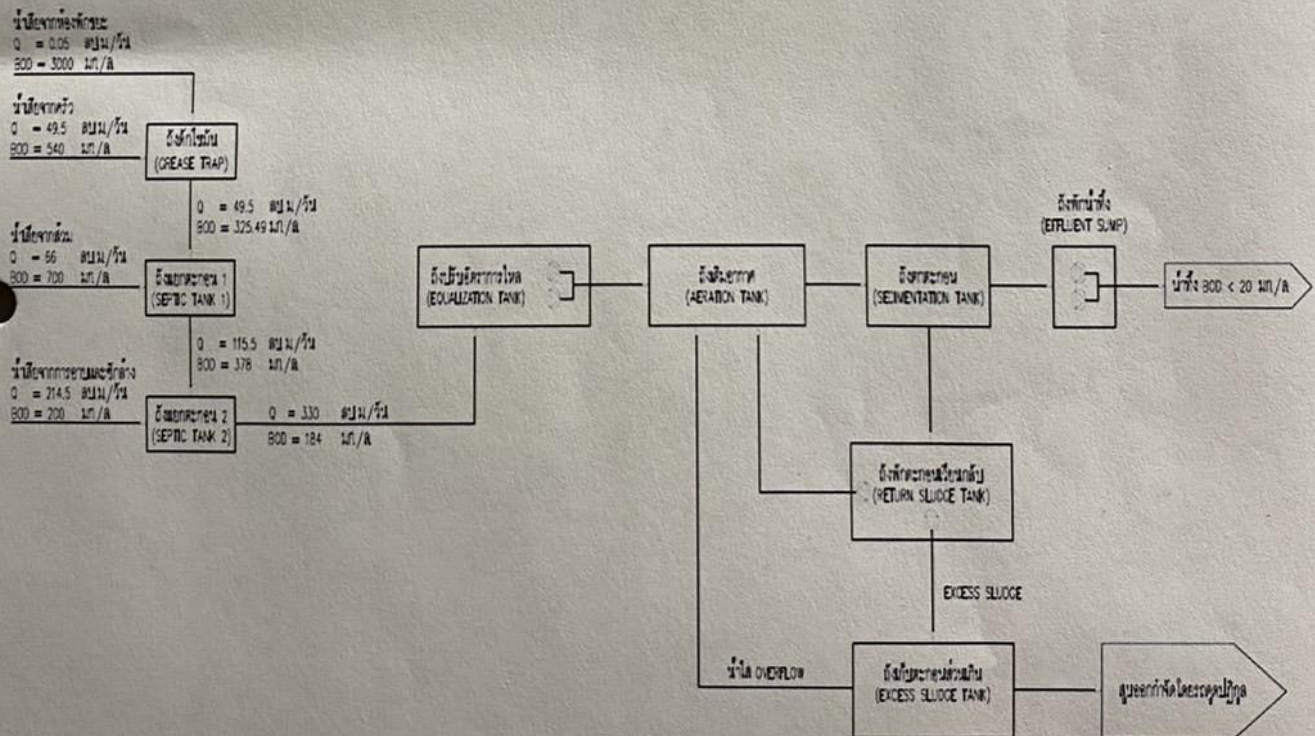 น้ำเสียจากห้องพักขยะ
Q = 0.05 ลบ.ม/วัน
BOD = 3000 มก/ล
น้ำเสียจากครัว
Q = 49.5 ลบ.ม/วัน
BOD = 540 มก/ล
ถังดักไขมัน
(GREASE TRAP)
Q = 49.5 ลบ.ม/วัน
BOD = 325.49 มก/ล
น้ำเสียจากส้วม
Q = 66 ลบ.ม/วัน
BOD = 700 มก/ล
ถังแยกตะกอน 1
(SEPTIC TANK 1)
Q = 115.5 ลบ.ม/วัน
BOD = 378 มก/ล
น้ำเสียจากการอาบและซักล้าง
Q = 214.5 ลบ.ม/วัน
BOD = 200 มก/ล
ถังแยกตะกอน 2
(SEPTIC TANK 2)
Q = 330 ลบ.ม/วัน
BOD = 184 มก/ล
ถังปรับอัตราการไหล
(EQUALIZATION TANK)
ถังเติมอากาศ
(AERATION TANK)
ถังตกตะกอน
(SEDIMENTATION TANK)
ถังพักน้ำทิ้ง
(EFFLUENT SUMP)
น้ำทิ้ง BOD < 20 มก/ล
ถังพักตะกอนเวียนกลับ
(RETURN SLUDGE TANK)
EXCESS SLUDGE
น้ำใส OVERFLOW
ถังเก็บตะกอนส่วนเกิน
(EXCESS SLUDGE TANK)
สูบออกกำจัดโดยรถดูดปฏิกูล